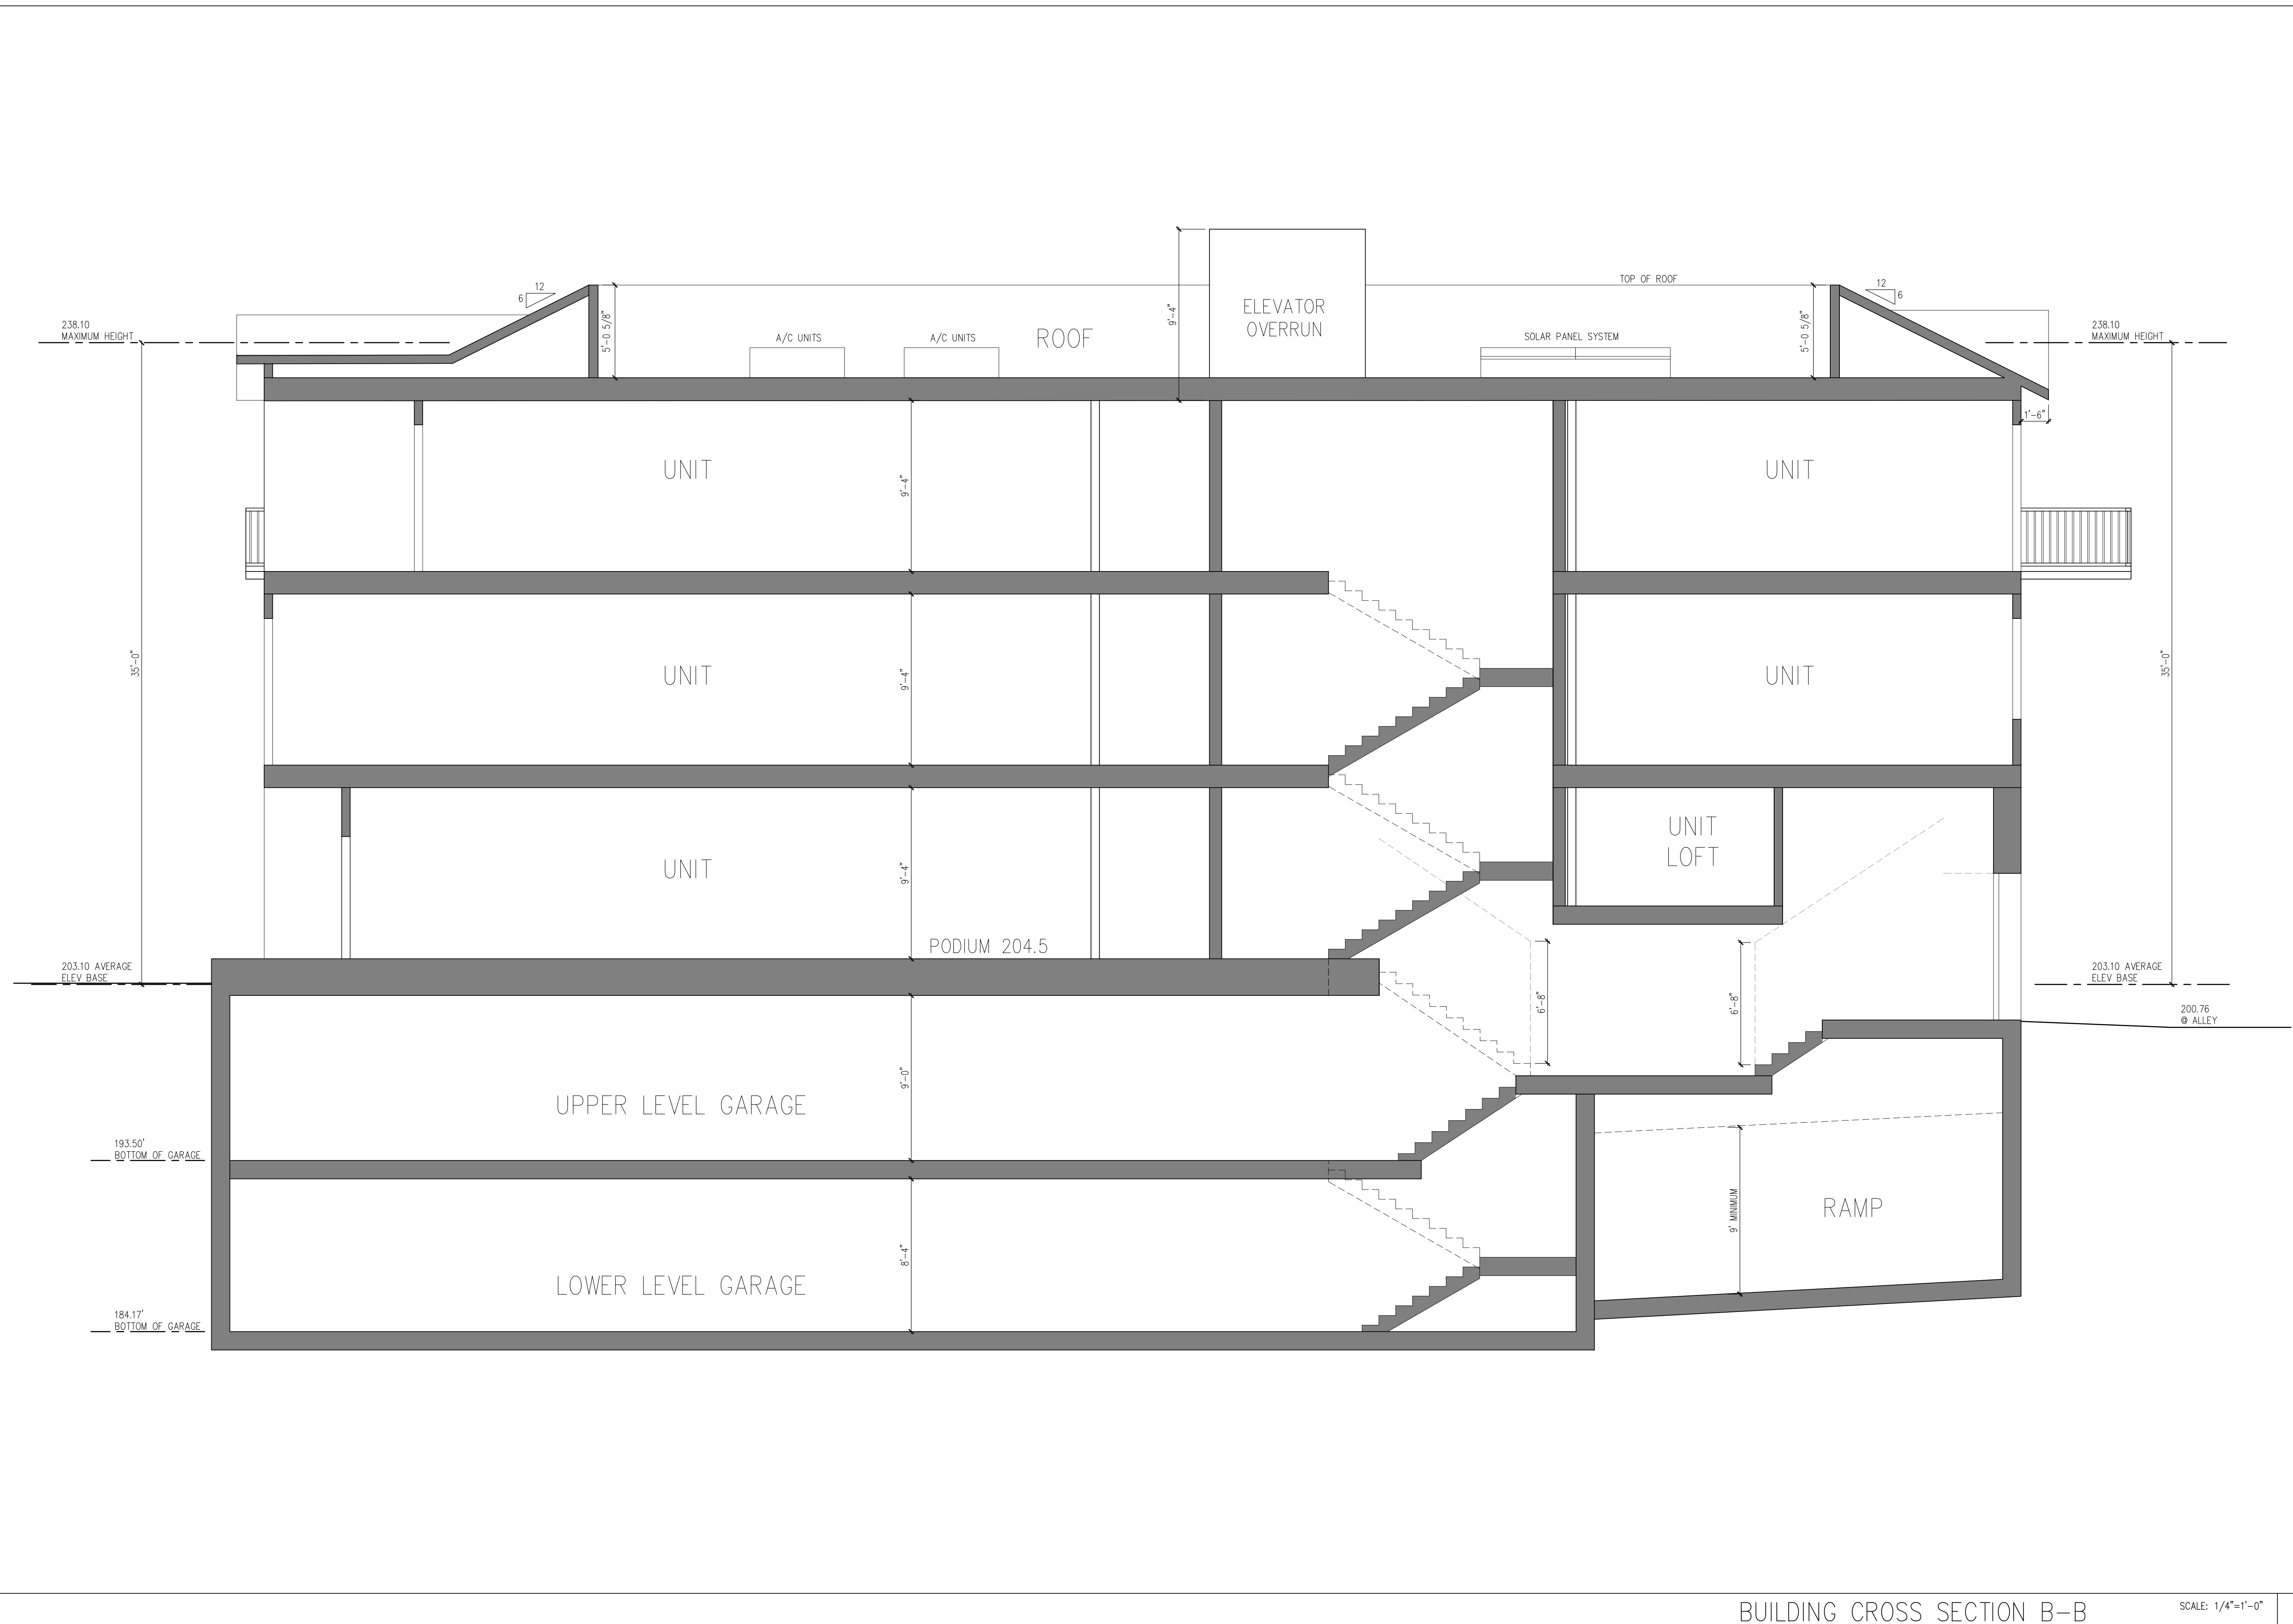 12
6
TOP OF ROOF
12
6
ELEVATOR
OVERRUN
9'-4"
5'-0 5/8"
5'-0 5/8"
238.10
MAXIMUM HEIGHT
A/C UNITS
A/C UNITS
ROOF
SOLAR PANEL SYSTEM
238.10
MAXIMUM HEIGHT
1'-6"
UNIT
9'-4"
UNIT
35'-0"
UNIT
9'-4"
UNIT
35'-0"
UNIT
LOFT
UNIT
9'-4"
PODIUM 204.5
203.10 AVERAGE
ELEV BASE
203.10 AVERAGE
ELEV BASE
6'-8"
6'-8"
200.76
@ ALLEY
9'-0"
UPPER LEVEL GARAGE
193.50'
BOTTOM OF GARAGE
9' MINIMUM
RAMP
8'-4"
LOWER LEVEL GARAGE
184.17'
BOTTOM OF GARAGE
BUILDING CROSS SECTION B-B
SCALE: 1/4"=1'-0"